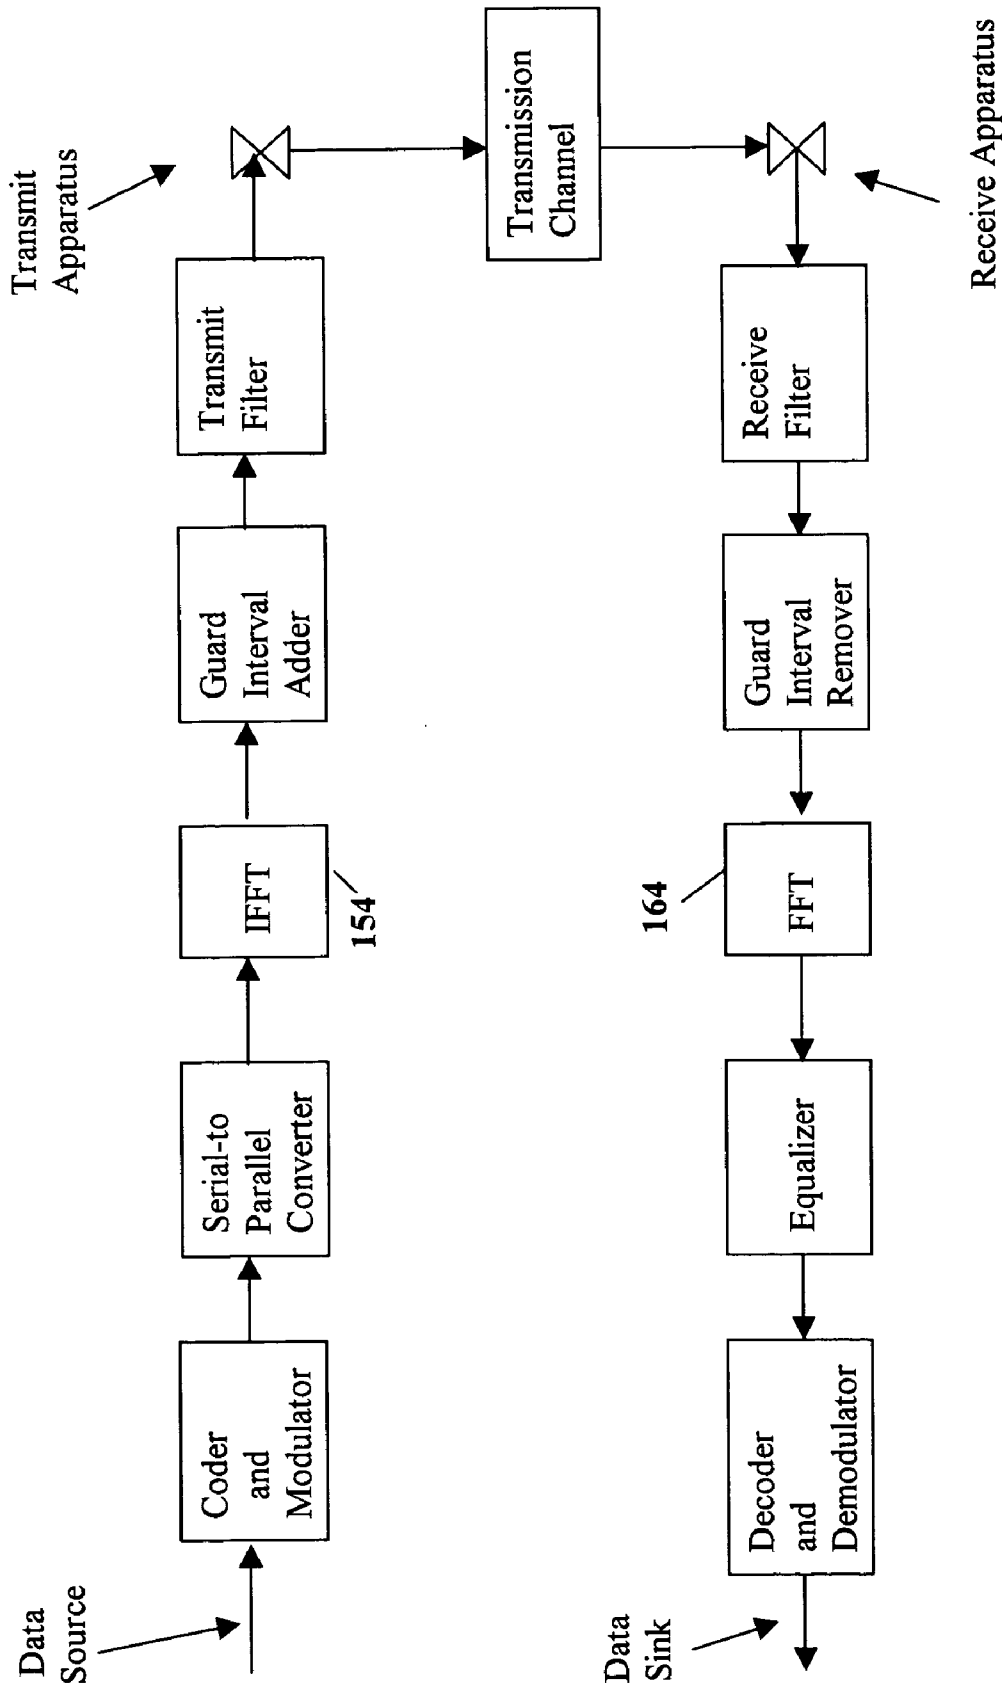 Data
Source
Coder
and
Modulator
Serial-to
Parallel
Converter
IFFT
154
Guard
Interval
Adder
Transmit
Filter
Transmit
Apparatus
Transmission
Channel
Receive Apparatus
Receive
Filter
Guard
Interval
Remover
164
FFT
Equalizer
Decoder
and
Demodulator
Data
Sink